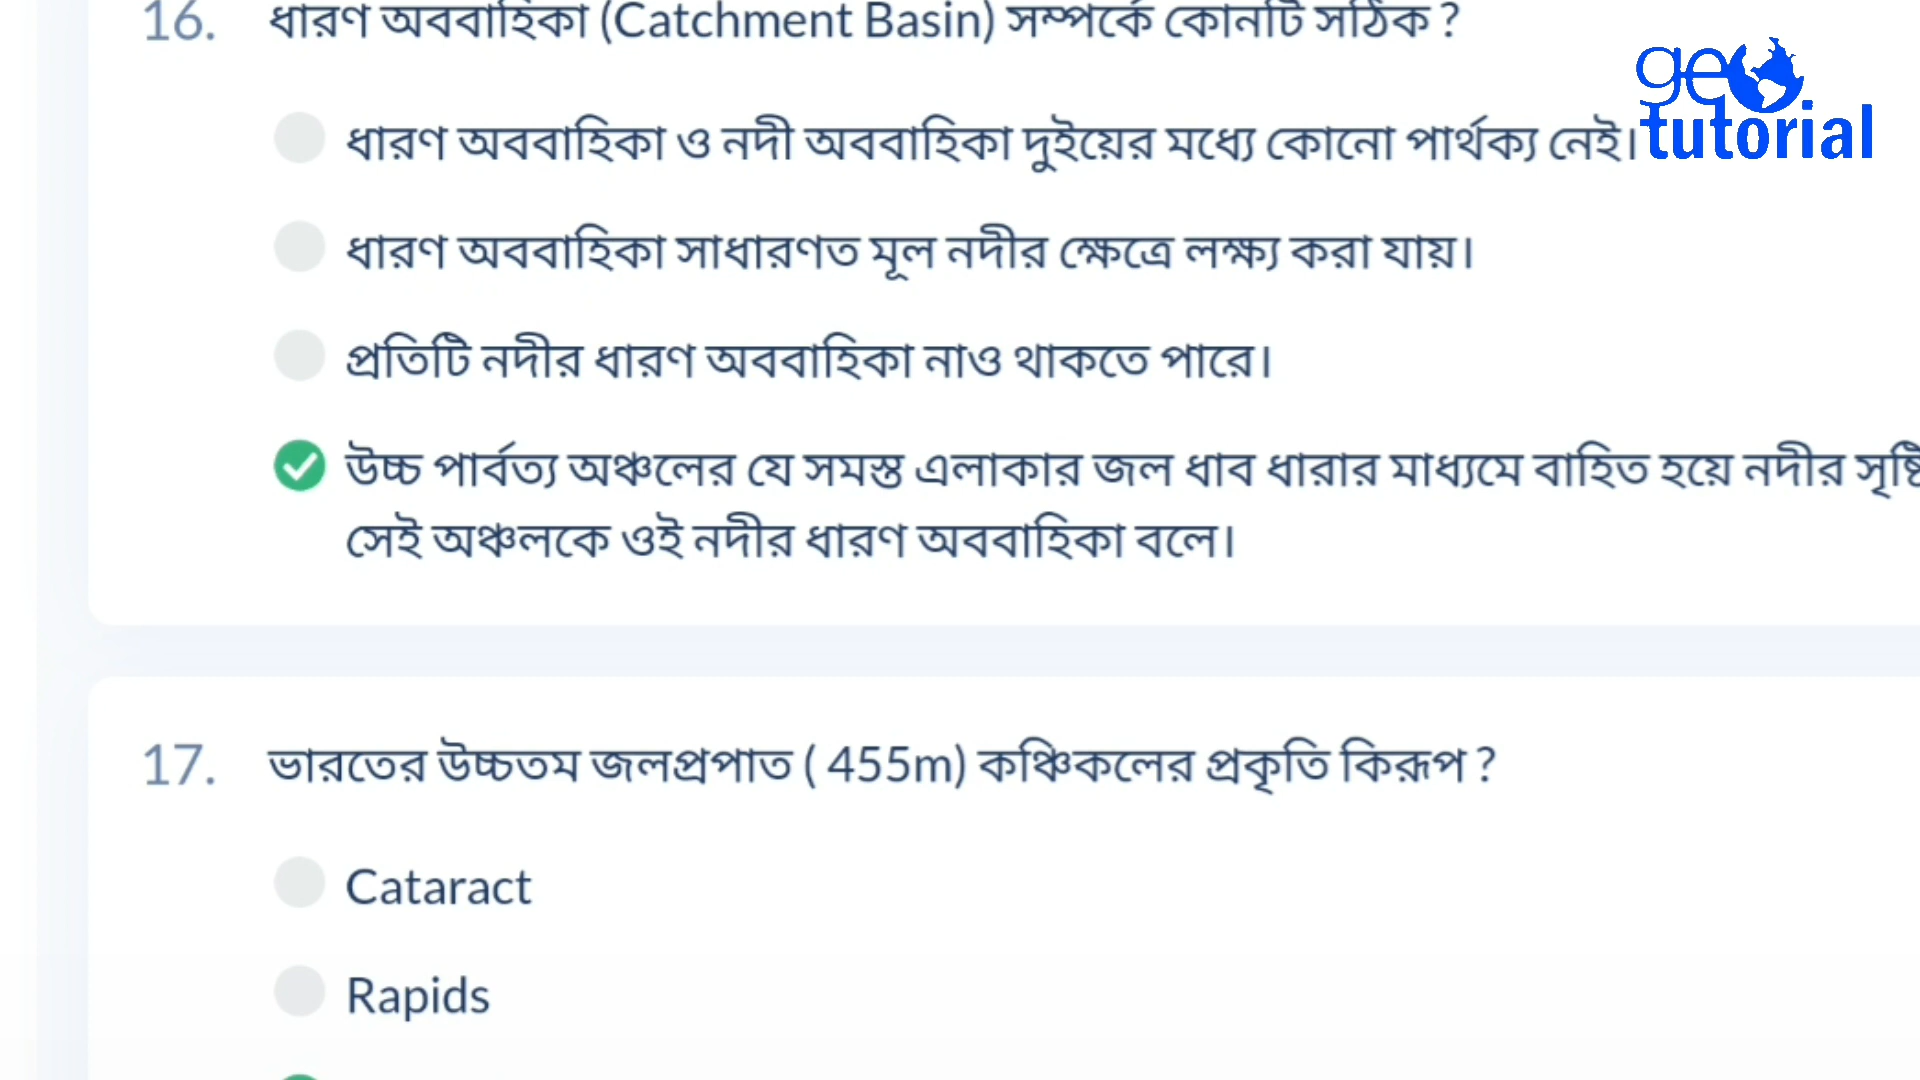 16. ধারণ অববাহিকা (Catchment Basin) সম্পর্কে কোনটি সঠিক ?
geo
tutorial
ধারণ অববাহিকা ও নদী অববাহিকা দুইয়ের মধ্যে কোনো পার্থক্য নেই।
ধারণ অববাহিকা সাধারণত মূল নদীর ক্ষেত্রে লক্ষ্য করা যায়।
প্রতিটি নদীর ধারণ অববাহিকা নাও থাকতে পারে।
উচ্চ পার্বত্য অঞ্চলের যে সমস্ত এলাকার জল ধাব ধারার মাধ্যমে বাহিত হয়ে নদীর সৃষ্টি
সেই অঞ্চলকে ওই নদীর ধারণ অববাহিকা বলে।
17. ভারতের উচ্চতম জলপ্রপাত ( 455m) কঞ্চিকলের প্রকৃতি কিরূপ ?
Cataract
Rapids